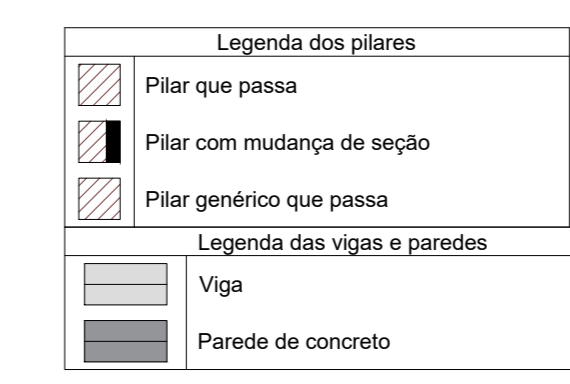 Legenda dos pilares
Pilar que passa
Pilar com mudança de seção
Pilar genérico que passa
Legenda das vigas e paredes
Viga
Parede de concreto